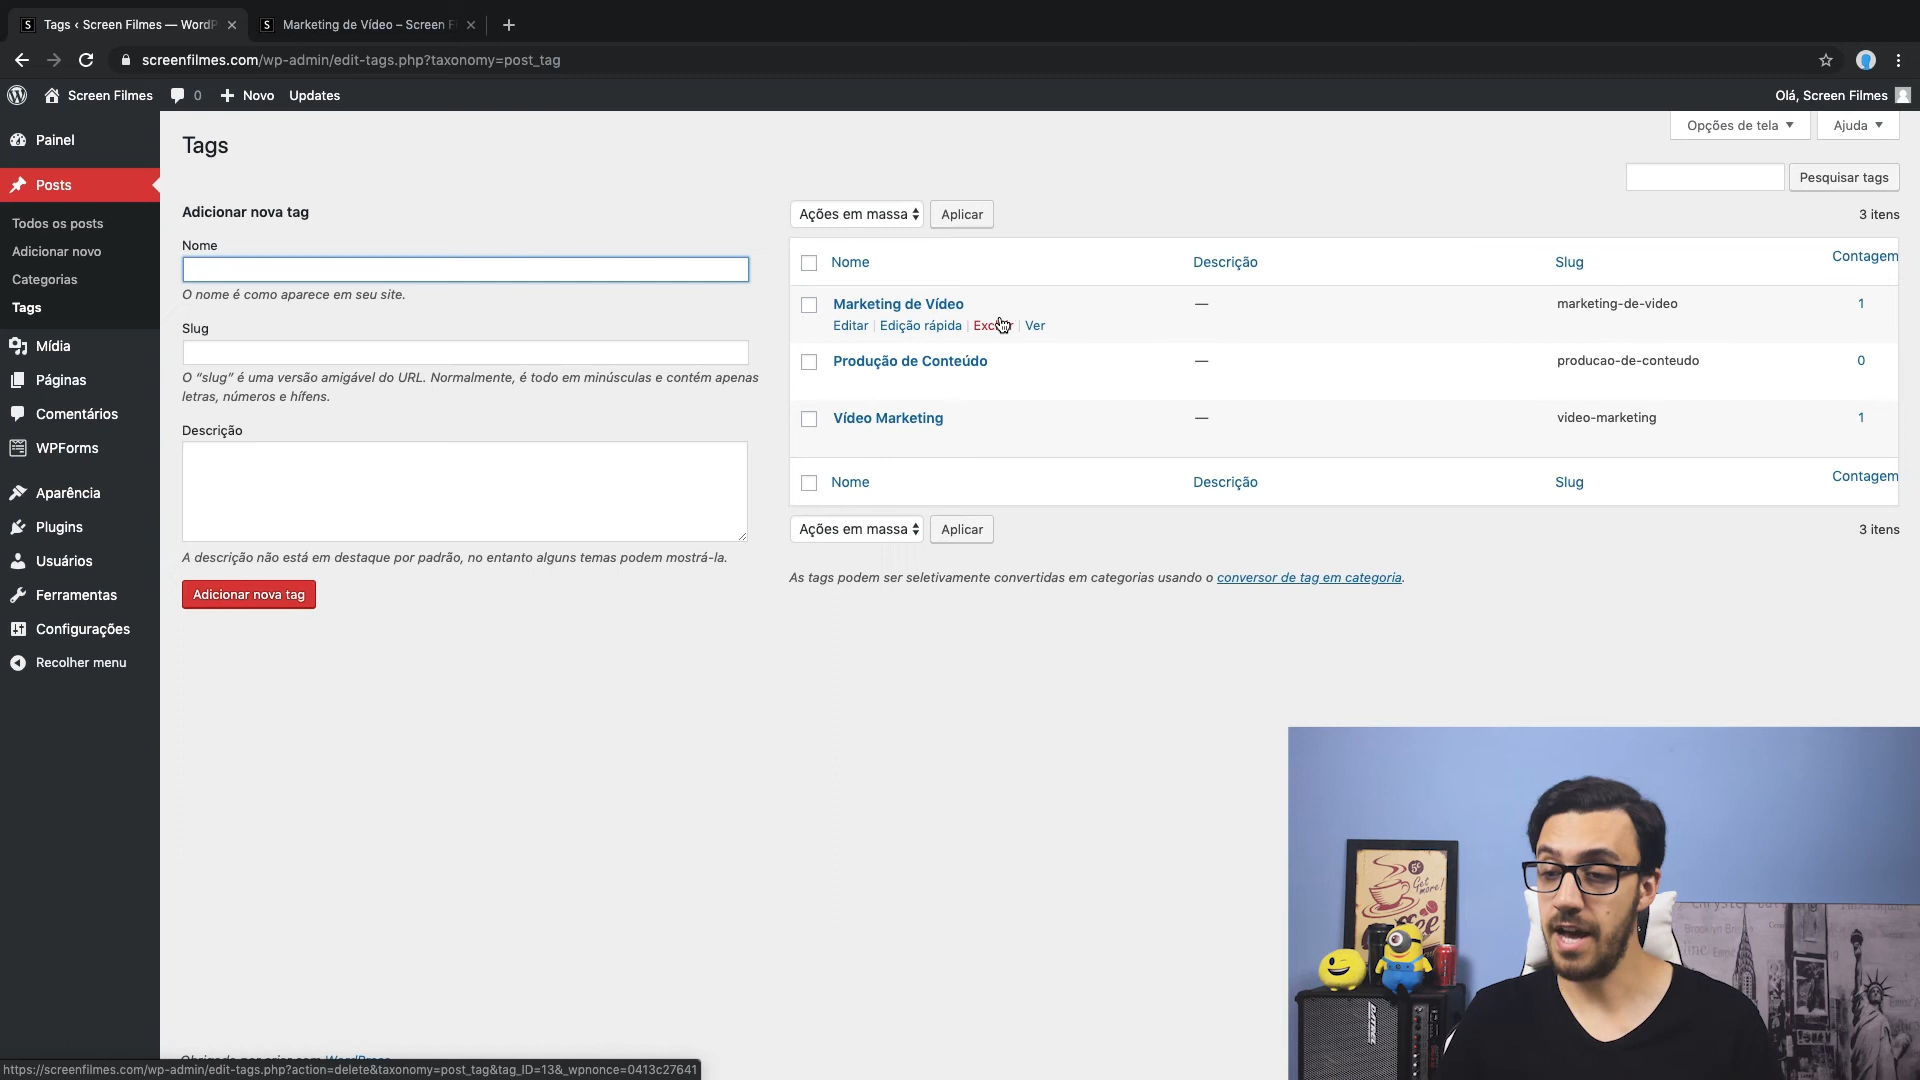 Tags ‹ Screen Filmes — WordP
Marketing de Vídeo – Screen F
screenfilmes.com/wp-admin/edit-tags.php?taxonomy=post_tag
Screen Filmes
0
Novo
Updates
Olá, Screen Filmes
Painel
Posts
Todos os posts
Adicionar novo
Categorias
Tags
Mídia
Páginas
Comentários
WPForms
Aparência
Plugins
Usuários
Ferramentas
Configurações
Recolher menu
Tags
Opções de tela
Ajuda
Pesquisar tags
Adicionar nova tag
Nome
O nome é como aparece em seu site.
Slug
O “slug” é uma versão amigável do URL. Normalmente, é todo em minúsculas e contém apenas
letras, números e hífens.
Descrição
A descrição não está em destaque por padrão, no entanto alguns temas podem mostrá-la.
Adicionar nova tag
Ações em massa
Aplicar
3 itens
Nome Descrição Slug Contagem
Marketing de Vídeo — marketing-de-video 1
Editar | Edição rápida | | Ver
Produção de Conteúdo — producao-de-conteudo 0
Vídeo Marketing — video-marketing 1
Nome Descrição Slug Contagem
Ações em massa
Aplicar
3 itens
As tags podem ser seletivamente convertidas em categorias usando o conversor de tag em categoria.
https://screenfilmes.com/wp-admin/edit-tags.php?action=delete&taxonomy=post_tag&tag_ID=13&_wpnonce=0413c27641
5¢
Get
more!